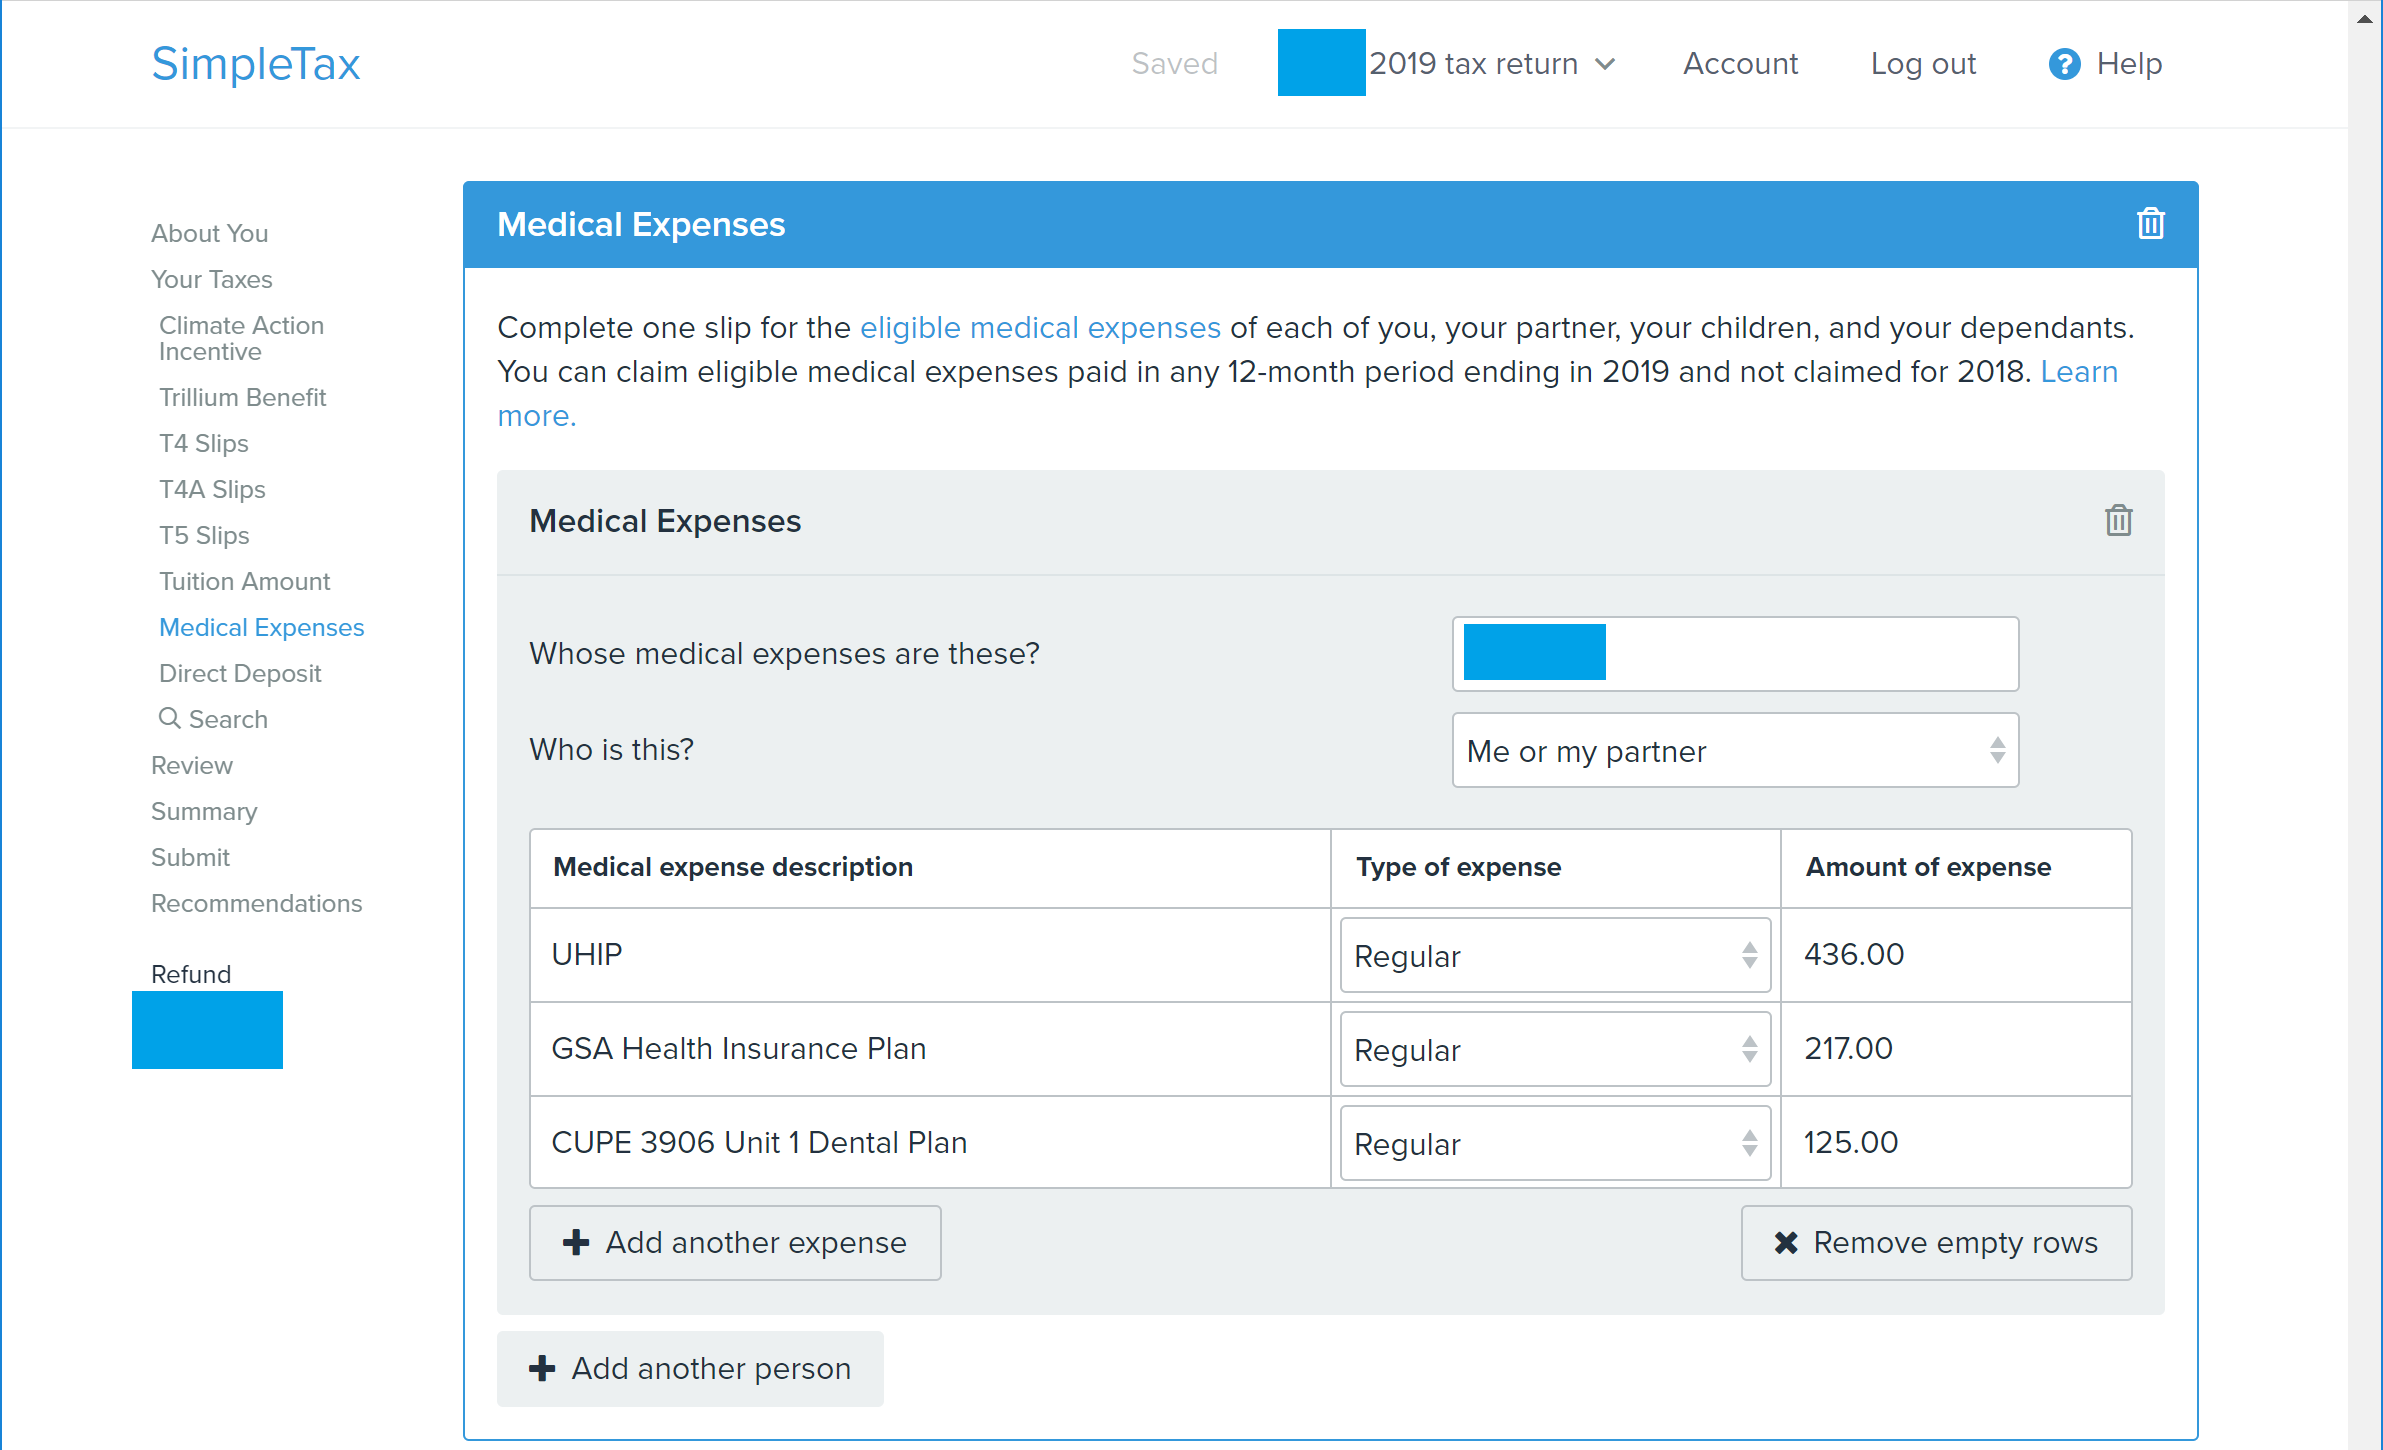 SimpleTax
Saved
2019 tax return
Account
Log out
? Help
About You
Your Taxes
Climate Action
Incentive
Trillium Benefit
T4 Slips
T4A Slips
T5 Slips
Tuition Amount
Medical Expenses
Direct Deposit
Search
Review
Summary
Submit
Recommendations
Refund
Medical Expenses
Complete one slip for the eligible medical expenses of each of you, your partner, your children, and your dependants.
You can claim eligible medical expenses paid in any 12-month period ending in 2019 and not claimed for 2018. Learn
more.
Medical Expenses
Whose medical expenses are these?
Who is this?
Me or my partner
Medical expense description
Type of expense
Amount of expense
UHIP
Regular
436.00
GSA Health Insurance Plan
Regular
217.00
CUPE 3906 Unit 1 Dental Plan
Regular
125.00
Add another expense
Remove empty rows
Add another person